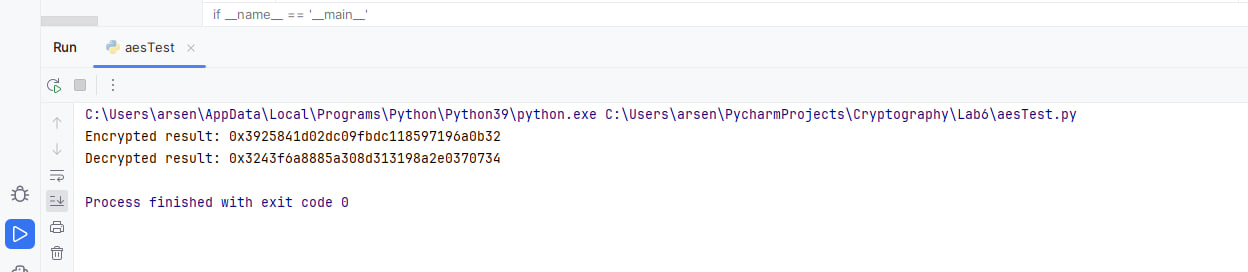 if __name__ == '__main__'
Run aesTest
C:\Users\arsen\AppData\Local\Programs\Python\Python39\python.exe C:\Users\arsen\PycharmProjects\Cryptography\Lab6\aesTest.py
Encrypted result: 0x3925841d02dc09fbdc118597196a0b32
Decrypted result: 0x3243f6a8885a308d313198a2e0370734
Process finished with exit code 0